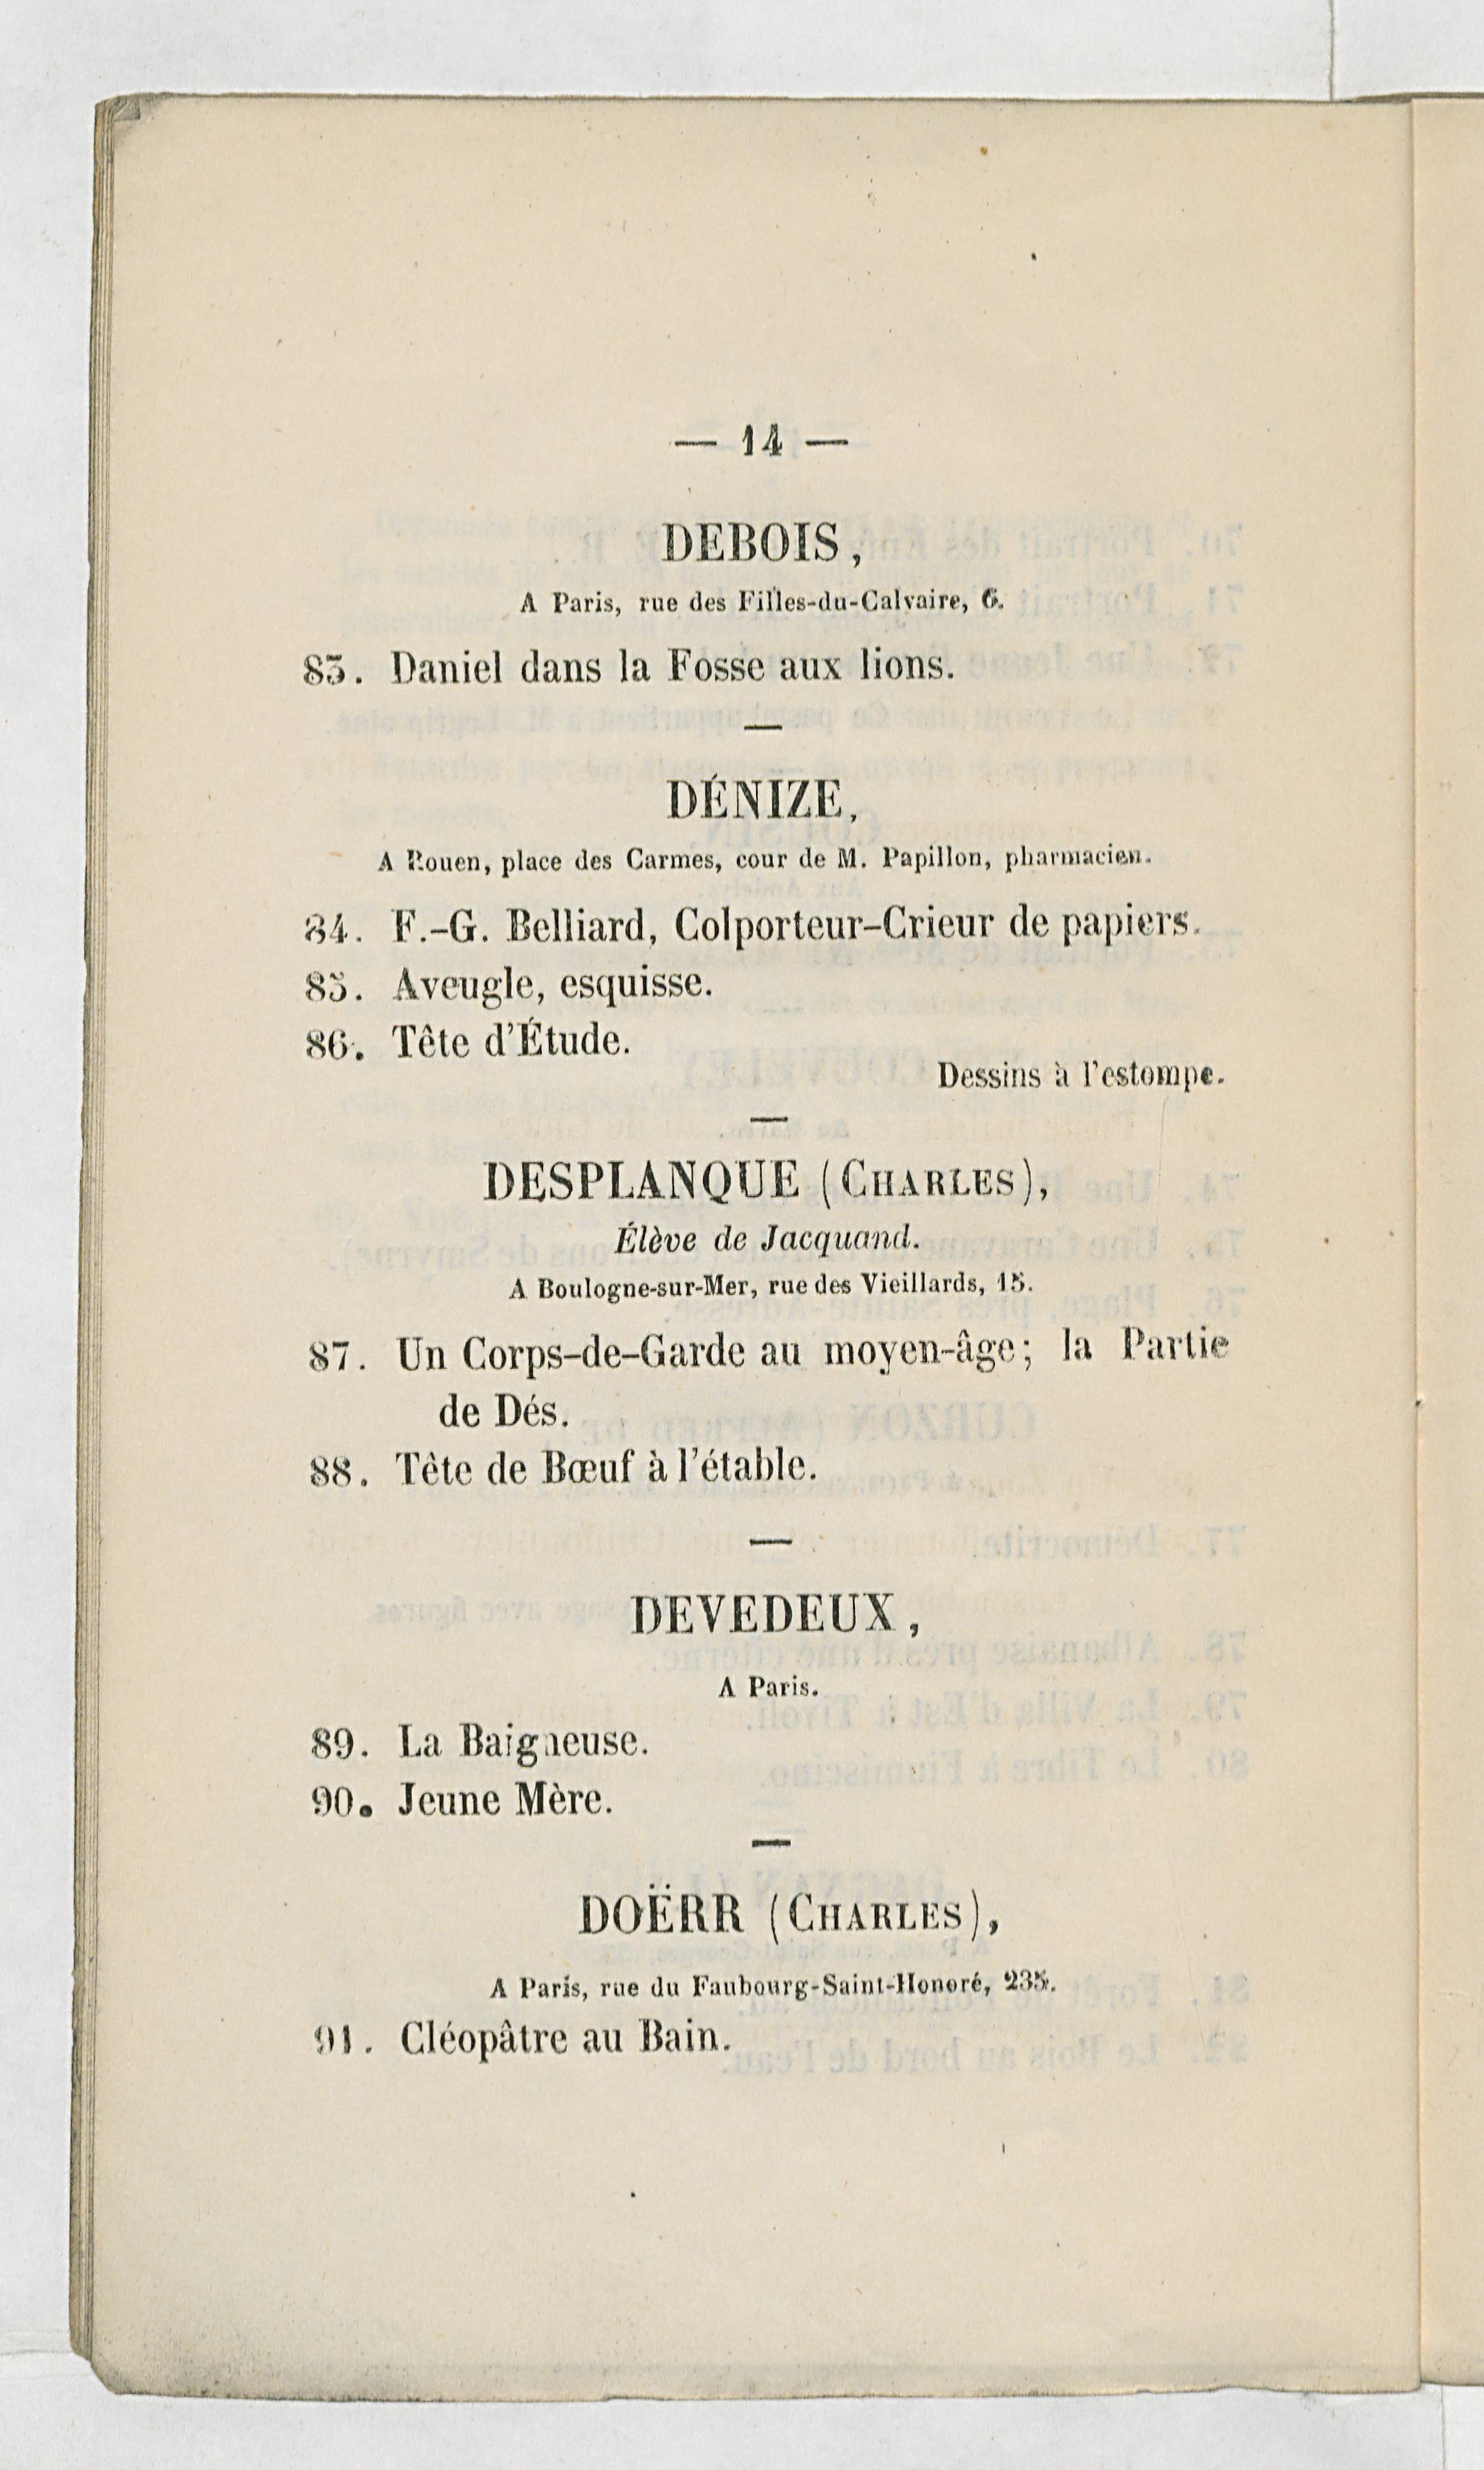 — 14 —
DEBOIS,
A Paris, rue des Filles-du-Calvaire, 6.
83. Daniel dans la Fosse aux lions.
DÉNIZE,
A Rouen, place des Carmes, cour de M. Papillon, pharmacien.
84. F.-G. Belliard, Colporteur-Crieur de papiers.
85. Aveugle, esquisse.
86. Tête d'Étude.
Dessins à l'estompe.
DESPLANQUE (CHARLES),
Élève de Jacquand.
A Boulogne-sur-Mer, rue des Vieillards, 15.
87. Un Corps-de-Garde au moyen-âge; la Partie
de Dés.
88. Tête de Bœuf à l'étable.
DEVEDEUX,
A Paris.
89. La Baigneuse.
90. Jeune Mère.
DOËRR (CHARLES),
A Paris, rue du Faubourg-Saint-Honoré, 235.
91. Cléopâtre au Bain.